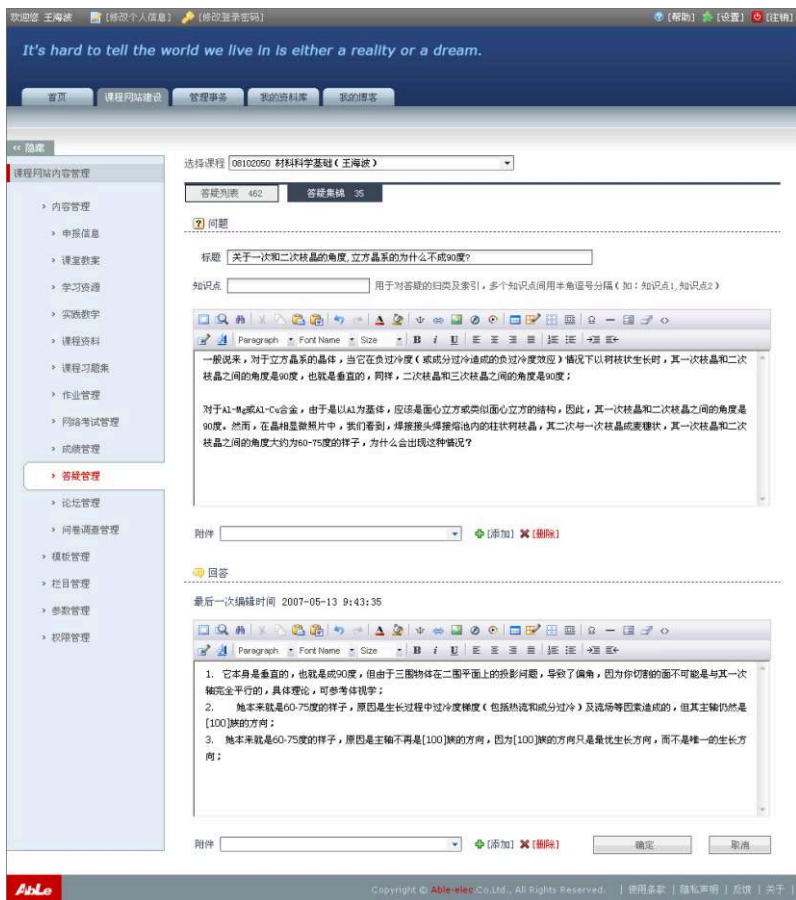 欢迎您 王海波 [修改个人信息] [修改登录密码] [帮助] [设置] [注销]
It's hard to tell the world we live in is either a reality or a dream.
首页 课程网站建设 管理事务 我的资料库 我的博客
<< 隐藏
课程网站内容管理
> 内容管理
> 申报信息
> 课堂教案
> 学习资源
> 实践教学
> 课程资料
> 课程习题集
> 作业管理
> 网络考试管理
> 成绩管理
> 答疑管理
> 论坛管理
> 问卷调查管理
> 模板管理
> 栏目管理
> 参数管理
> 权限管理
选择课程 08102050 材料科学基础(王海波)
答疑列表 462 答疑集锦 35
问题
标题 关于一次和二次枝晶的角度,立方晶系的为什么不成90度?
知识点 用于对答疑的归类及索引,多个知识点间用半角逗号分隔(如:知识点1,知识点2)
Paragraph Font Name Size B i U
一般说来,对于立方晶系的晶体,当它在负过冷度(或成分过冷造成的负过冷度效应)情况下以树枝状生长时,其一次枝晶和二次
枝晶之间的角度是90度,也就是垂直的,同样,二次枝晶和三次枝晶之间的角度是90度;
对于Al-Mg或Al-Cu合金,由于是以Al为基体,应该是面心立方或类似面心立方的结构,因此,其一次枝晶和二次枝晶之间的角度是
90度。然而,在晶相显微照片中,我们看到,焊接接头焊接熔池内的柱状树枝晶,其二次与一次枝晶成麦穗状,其一次枝晶和二次
枝晶之间的角度大约为60-75度的样子,为什么会出现这种情况?
附件 [添加] [删除]
回答
最后一次编辑时间 2007-05-13 9:43:35
Paragraph Font Name Size B i U
1. 它本身是垂直的,也就是成90度,但由于三围物体在二围平面上的投影问题,导致了偏角,因为你切割的面不可能是与其一次
轴完全平行的,具体理论,可参考体视学;
2. 她本来就是60-75度的样子,原因是生长过程中过冷度梯度(包括热流和成分过冷)及流场等因素造成的,但其主轴仍然是
[100]族的方向;
3. 她本来就是60-75度的样子,原因是主轴不再是[100]族的方向,因为[100]族的方向只是最优生长方向,而不是唯一的生长方
向;
附件 [添加] [删除] 确定 取消
AbLe Copyright © Able-elec Co.Ltd., All Rights Reserved. | 使用条款 | 隐私声明 | 反馈 | 关于 |